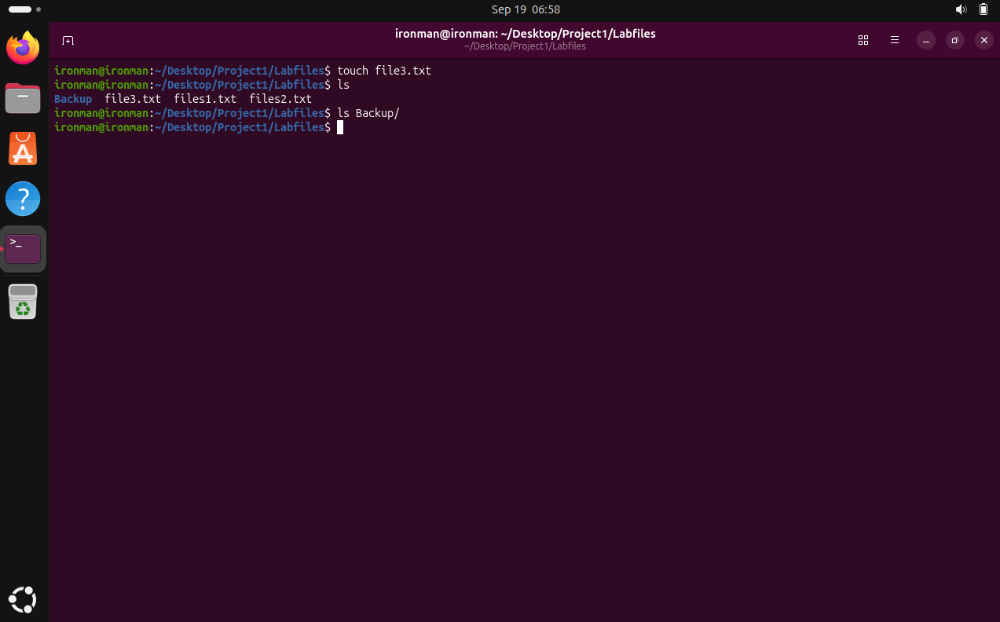 Sep 19 06:58
ironman@ironman: ~/Desktop/Project1/Labfiles
~/Desktop/Project1/Labfiles
ironman@ironman:~/Desktop/Project1/Labfiles$ touch file3.txt
ironman@ironman:~/Desktop/Project1/Labfiles$ ls
Backup  file3.txt  files1.txt  files2.txt
ironman@ironman:~/Desktop/Project1/Labfiles$ ls Backup/
ironman@ironman:~/Desktop/Project1/Labfiles$